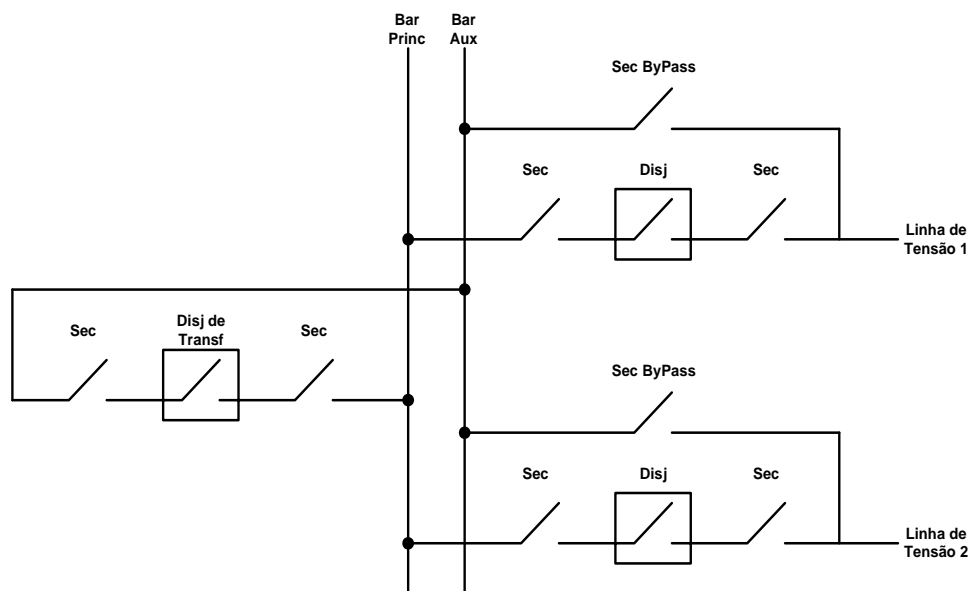 Bar
Princ
Bar
Aux
Sec ByPass
Sec
Disj
Sec
Linha de
Tensão 1
Sec
Disj de
Transf
Sec
Sec ByPass
Sec
Disj
Sec
Linha de
Tensão 2